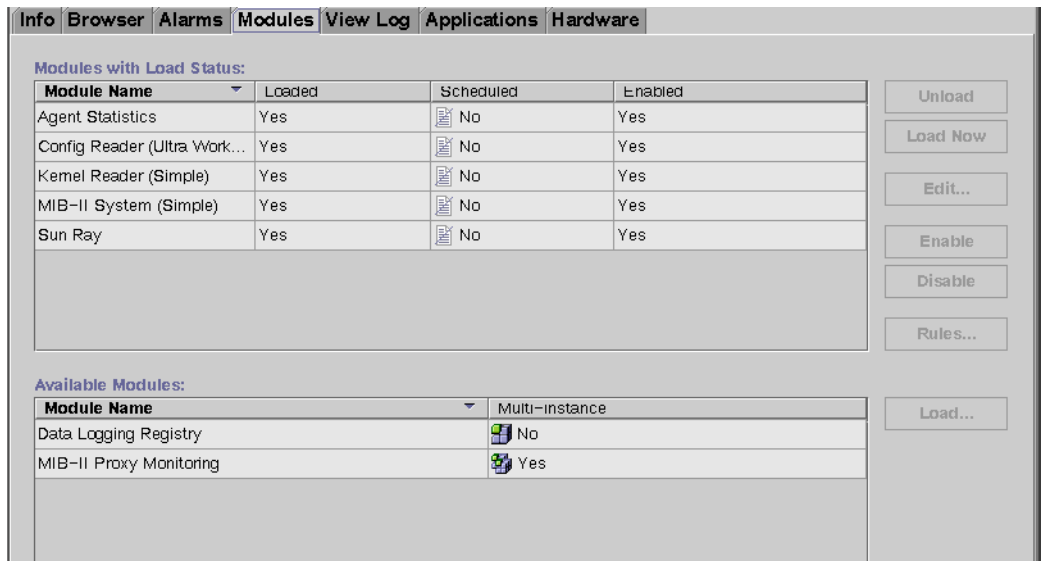 Info Browser Alarms Modules View Log Applications Hardware
Modules with Load Status:
Module Name Loaded Scheduled Enabled
Agent Statistics Yes No Yes
Config Reader (Ultra Work... Yes No Yes
Kernel Reader (Simple) Yes No Yes
MIB-II System (Simple) Yes No Yes
Sun Ray Yes No Yes
Unload
Load Now
Edit...
Enable
Disable
Rules...
Available Modules:
Module Name Multi-Instance
Data Logging Registry No
MIB-II Proxy Monitoring Yes
Load...